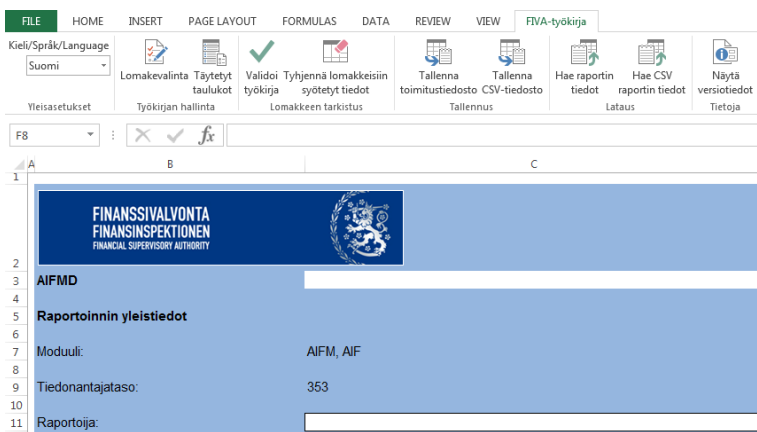 FILE HOME INSERT PAGE LAYOUT FORMULAS DATA REVIEW VIEW FIVA-työkirja
Kieli/Språk/Language
Suomi
Lomakevalinta Täytetyt taulukot
Validoi työkirja Tyhjennä lomakkeisiin syötetyt tiedot
Tallenna toimitustiedosto Tallenna CSV-tiedosto
Hae raportin tiedot Hae CSV raportin tiedot
Näytä versiotiedot
Yleisasetukset Työkirjan hallinta Lomakkeen tarkistus Tallennus Lataus Tietoja
F8 fx
A B C
1
FINANSSIVALVONTA
FINANSINSPEKTIONEN
FINANCIAL SUPERVISORY AUTHORITY
2
3 AIFMD
4
5 Raportoinnin yleistiedot
6
7 Moduuli: AIFM, AIF
8
9 Tiedonantajataso: 353
10
11 Raportoija: